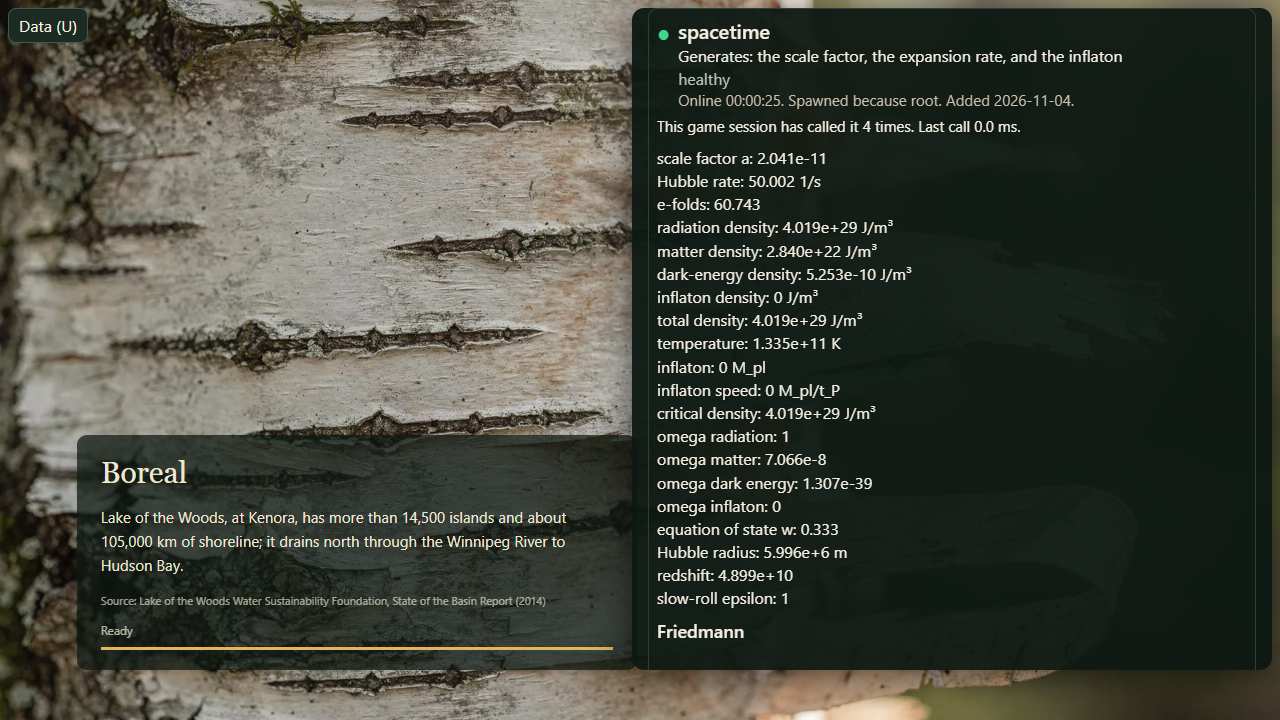 Data (U)
Boreal
Lake of the Woods, at Kenora, has more than 14,500 islands and about
105,000 km of shoreline; it drains north through the Winnipeg River to
Hudson Bay.
Source: Lake of the Woods Water Sustainability Foundation, State of the Basin Report (2014)
Ready
spacetime
Generates: the scale factor, the expansion rate, and the inflaton
healthy
Online 00:00:25. Spawned because root. Added 2026-11-04.
This game session has called it 4 times. Last call 0.0 ms.
scale factor a: 2.041e-11
Hubble rate: 50.002 1/s
e-folds: 60.743
radiation density: 4.019e+29 J/m³
matter density: 2.840e+22 J/m³
dark-energy density: 5.253e-10 J/m³
inflaton density: 0 J/m³
total density: 4.019e+29 J/m³
temperature: 1.335e+11 K
inflaton: 0 M_pl
inflaton speed: 0 M_pl/t_P
critical density: 4.019e+29 J/m³
omega radiation: 1
omega matter: 7.066e-8
omega dark energy: 1.307e-39
omega inflaton: 0
equation of state w: 0.333
Hubble radius: 5.996e+6 m
redshift: 4.899e+10
slow-roll epsilon: 1
Friedmann